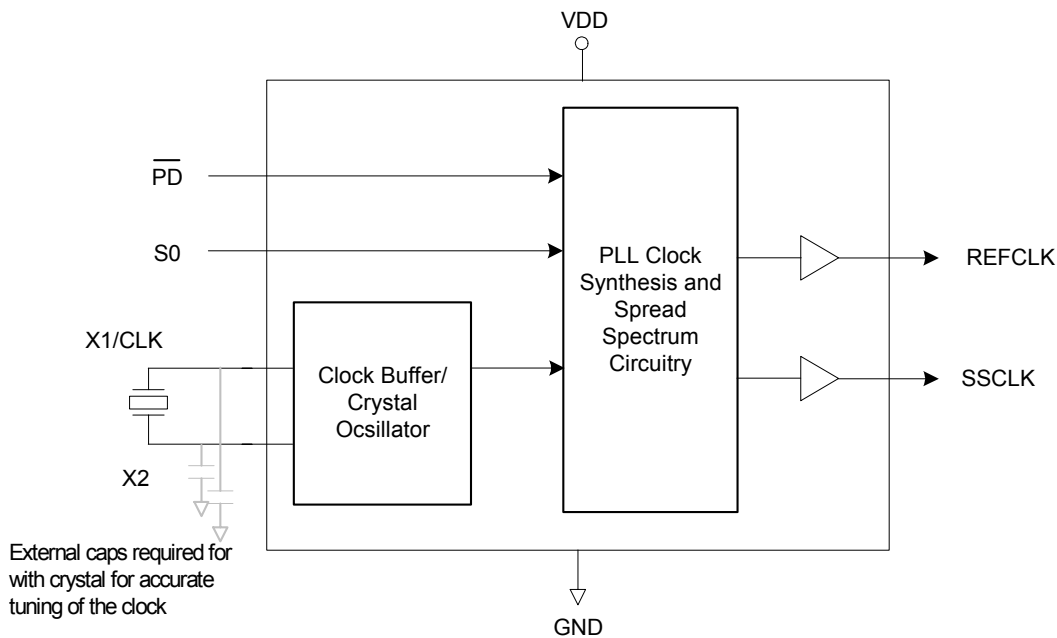 VDD
P̅D̅
S0
PLL Clock
Synthesis and
Spread
Spectrum
Circuitry
REFCLK
X1/CLK
Clock Buffer/
Crystal
Ocsillator
SSCLK
X2
External caps required for
with crystal for accurate
tuning of the clock
GND